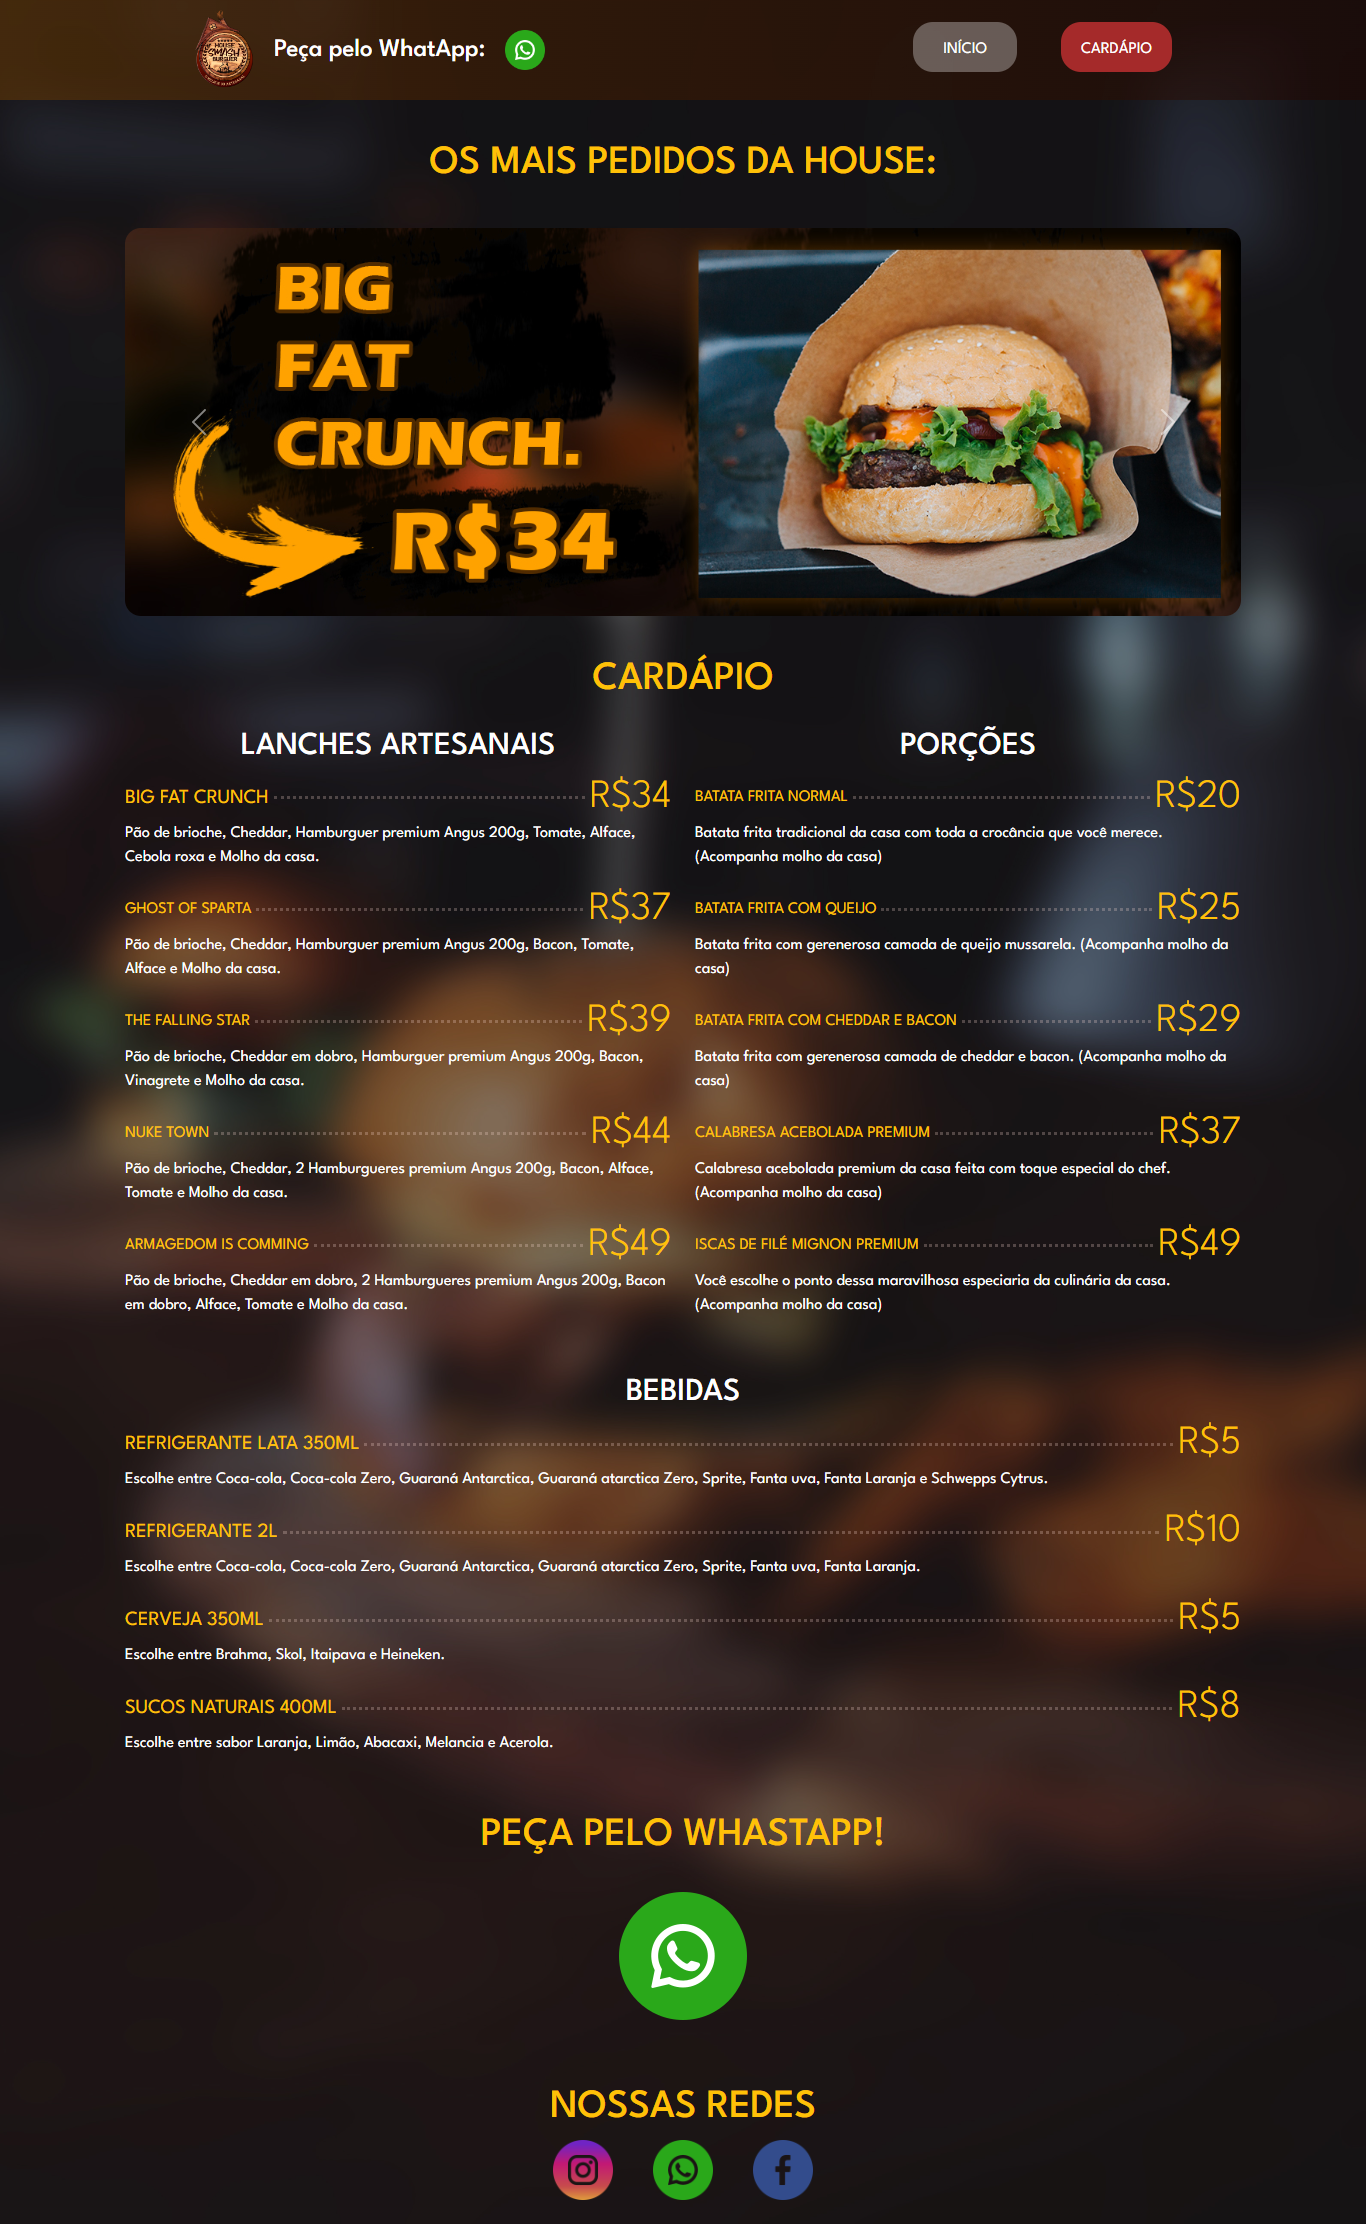 HOUSE
SMASH
BURGUER
Peça pelo WhatApp:
INÍCIO
CARDÁPIO
OS MAIS PEDIDOS DA HOUSE:
BIG
FAT
CRUNCH.
R$34
CARDÁPIO
LANCHES ARTESANAIS
BIG FAT CRUNCH R$34
Pão de brioche, Cheddar, Hamburguer premium Angus 200g, Tomate, Alface,
Cebola roxa e Molho da casa.
GHOST OF SPARTA R$37
Pão de brioche, Cheddar, Hamburguer premium Angus 200g, Bacon, Tomate,
Alface e Molho da casa.
THE FALLING STAR R$39
Pão de brioche, Cheddar em dobro, Hamburguer premium Angus 200g, Bacon,
Vinagrete e Molho da casa.
NUKE TOWN R$44
Pão de brioche, Cheddar, 2 Hamburgueres premium Angus 200g, Bacon, Alface,
Tomate e Molho da casa.
ARMAGEDOM IS COMMING R$49
Pão de brioche, Cheddar em dobro, 2 Hamburgueres premium Angus 200g, Bacon
em dobro, Alface, Tomate e Molho da casa.
PORÇÕES
BATATA FRITA NORMAL R$20
Batata frita tradicional da casa com toda a crocância que você merece.
(Acompanha molho da casa)
BATATA FRITA COM QUEIJO R$25
Batata frita com gerenerosa camada de queijo mussarela. (Acompanha molho da
casa)
BATATA FRITA COM CHEDDAR E BACON R$29
Batata frita com gerenerosa camada de cheddar e bacon. (Acompanha molho da
casa)
CALABRESA ACEBOLADA PREMIUM R$37
Calabresa acebolada premium da casa feita com toque especial do chef.
(Acompanha molho da casa)
ISCAS DE FILÉ MIGNON PREMIUM R$49
Você escolhe o ponto dessa maravilhosa especiaria da culinária da casa.
(Acompanha molho da casa)
BEBIDAS
REFRIGERANTE LATA 350ML R$5
Escolhe entre Coca-cola, Coca-cola Zero, Guaraná Antarctica, Guaraná atarctica Zero, Sprite, Fanta uva, Fanta Laranja e Schwepps Cytrus.
REFRIGERANTE 2L R$10
Escolhe entre Coca-cola, Coca-cola Zero, Guaraná Antarctica, Guaraná atarctica Zero, Sprite, Fanta uva, Fanta Laranja.
CERVEJA 350ML R$5
Escolhe entre Brahma, Skol, Itaipava e Heineken.
SUCOS NATURAIS 400ML R$8
Escolhe entre sabor Laranja, Limão, Abacaxi, Melancia e Acerola.
PEÇA PELO WHASTAPP!
NOSSAS REDES